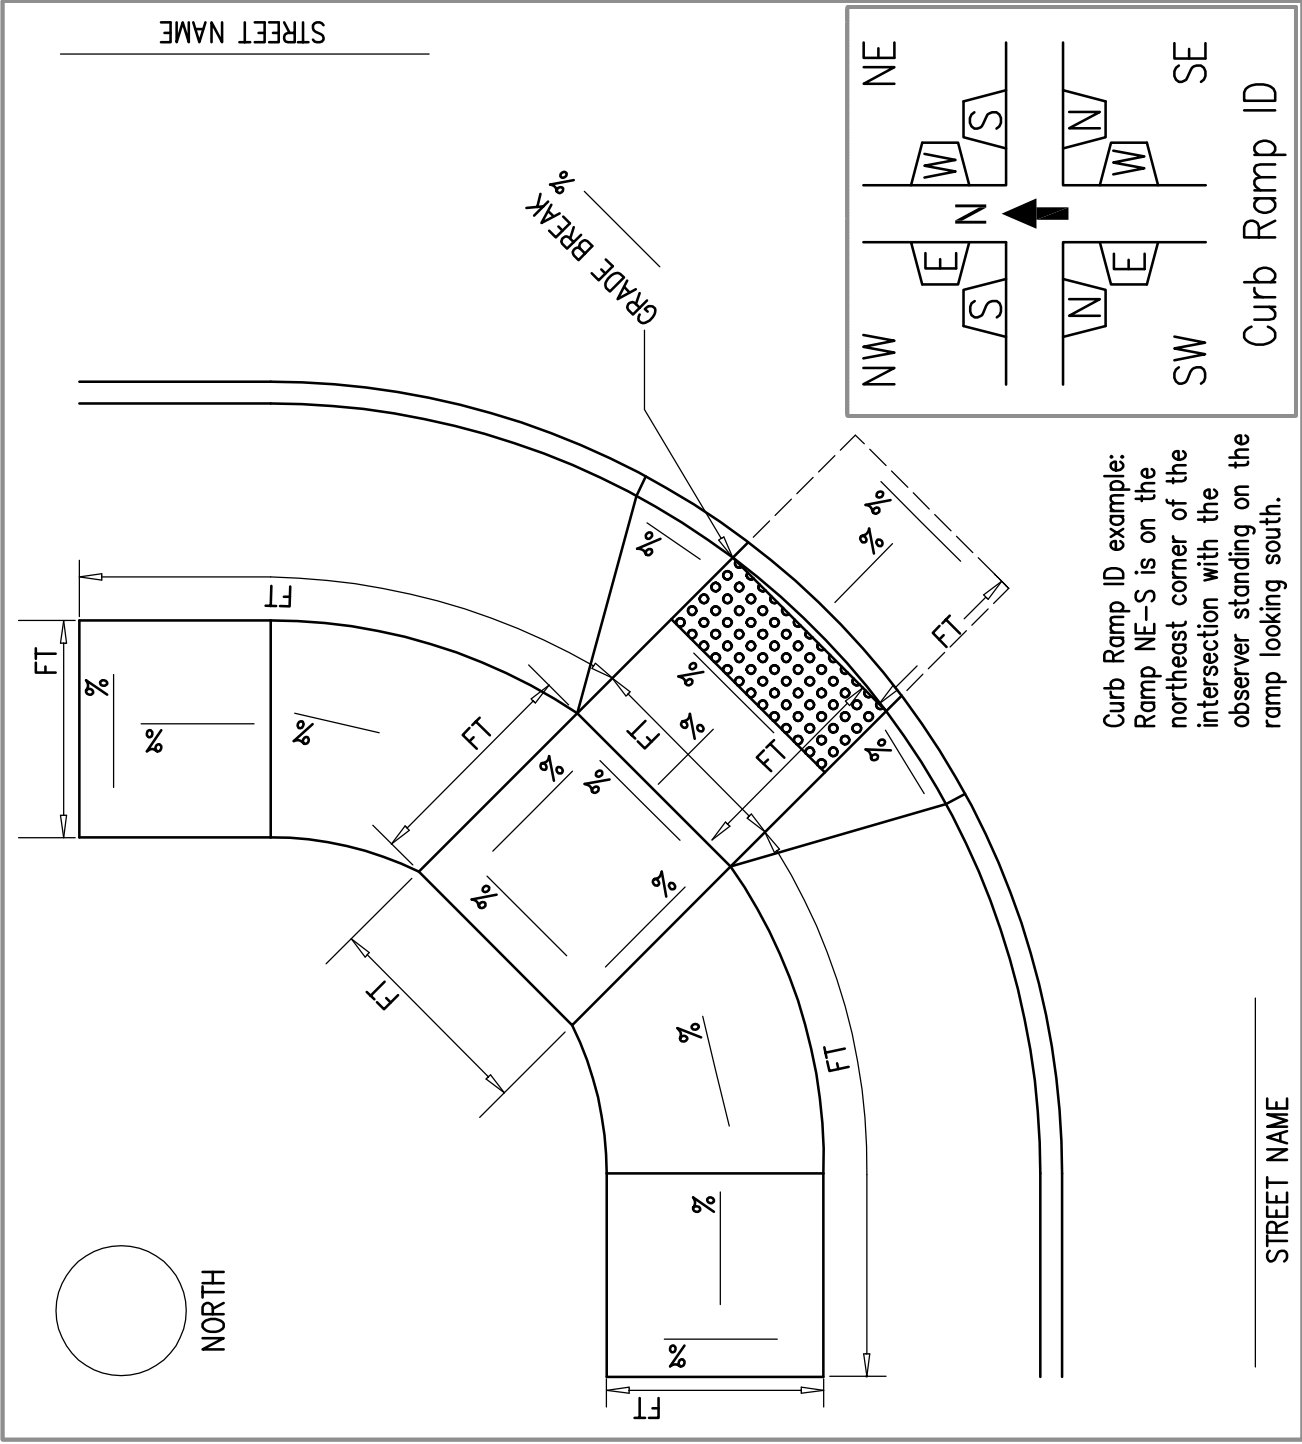 STREET NAME
%
GRADE BREAK
NE
SE
S
N
W
W
N
E
E
S
N
NW
SW
Curb Ramp ID
Curb Ramp ID example:
Ramp NE-S is on the
northeast corner of the
intersection with the
observer standing on the
ramp looking south.
FT
FT
%
%
%
%
FT
FT
%
%
FT
%
%
FT
%
%
%
%
%
FT
FT
%
FT
%
%
FT
NORTH
STREET NAME